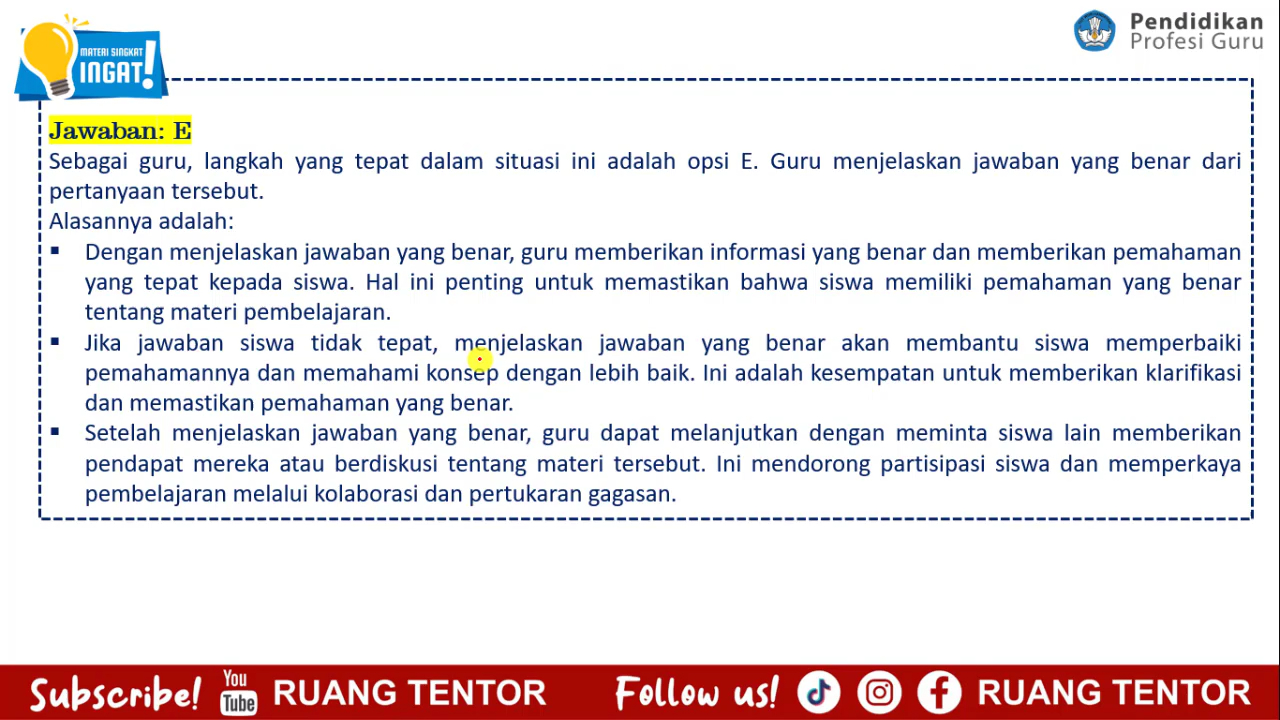 MATERI SINGKAT
INGAT!
Pendidikan
Profesi Guru
Jawaban: E
Sebagai guru, langkah yang tepat dalam situasi ini adalah opsi E. Guru menjelaskan jawaban yang benar dari
pertanyaan tersebut.
Alasannya adalah:
▪ Dengan menjelaskan jawaban yang benar, guru memberikan informasi yang benar dan memberikan pemahaman
yang tepat kepada siswa. Hal ini penting untuk memastikan bahwa siswa memiliki pemahaman yang benar
tentang materi pembelajaran.
▪ Jika jawaban siswa tidak tepat, menjelaskan jawaban yang benar akan membantu siswa memperbaiki
pemahamannya dan memahami konsep dengan lebih baik. Ini adalah kesempatan untuk memberikan klarifikasi
dan memastikan pemahaman yang benar.
▪ Setelah menjelaskan jawaban yang benar, guru dapat melanjutkan dengan meminta siswa lain memberikan
pendapat mereka atau berdiskusi tentang materi tersebut. Ini mendorong partisipasi siswa dan memperkaya
pembelajaran melalui kolaborasi dan pertukaran gagasan.
Subscribe! You Tube RUANG TENTOR Follow us! RUANG TENTOR